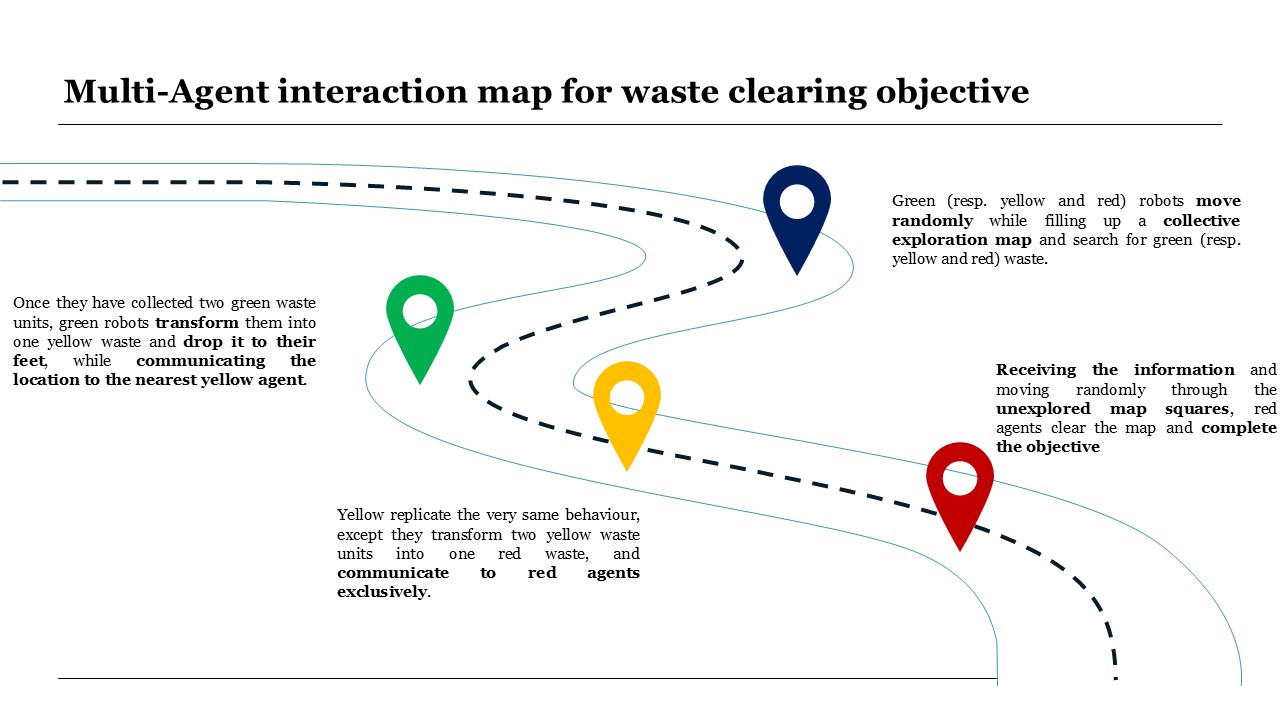 Multi-Agent interaction map for waste clearing objective
Green (resp. yellow and red) robots move
randomly while filling up a collective
exploration map and search for green (resp.
yellow and red) waste.
Once they have collected two green waste
units, green robots transform them into
one yellow waste and drop it to their
feet, while communicating the
location to the nearest yellow agent.
Receiving the information and
moving randomly through the
unexplored map squares, red
agents clear the map and complete
the objective
Yellow replicate the very same behaviour,
except they transform two yellow waste
units into one red waste, and
communicate to red agents
exclusively.